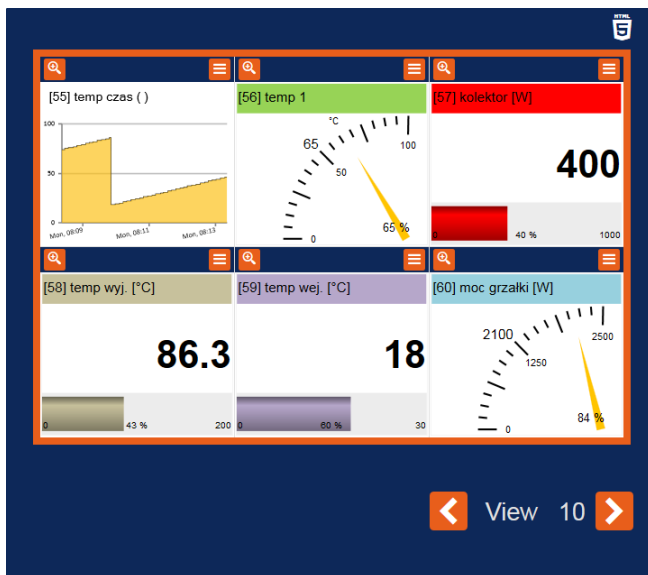 HTML
5
[55] temp czas ( )
100
50
0
Mon, 08:09
Mon, 08:11
Mon, 08:13
[56] temp 1
°C
65
100
50
0
65 %
[57] kolektor [W]
400
0
40 %
1000
[58] temp wyj. [°C]
86.3
0
43 %
200
[59] temp wej. [°C]
18
0
60 %
30
[60] moc grzałki [W]
2100
2500
1250
0
84 %
View 10